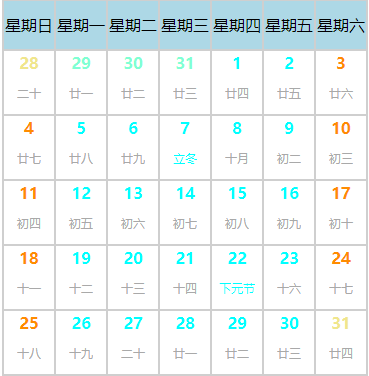 星期日 星期一 星期二 星期三 星期四 星期五 星期六
28 29 30 31 1 2 3
二十 廿一 廿二 廿三 廿四 廿五 廿六
4 5 6 7 8 9 10
廿七 廿八 廿九 立冬 十月 初二 初三
11 12 13 14 15 16 17
初四 初五 初六 初七 初八 初九 初十
18 19 20 21 22 23 24
十一 十二 十三 十四 下元节 十六 十七
25 26 27 28 29 30 31
十八 十九 二十 廿一 廿二 廿三 廿四